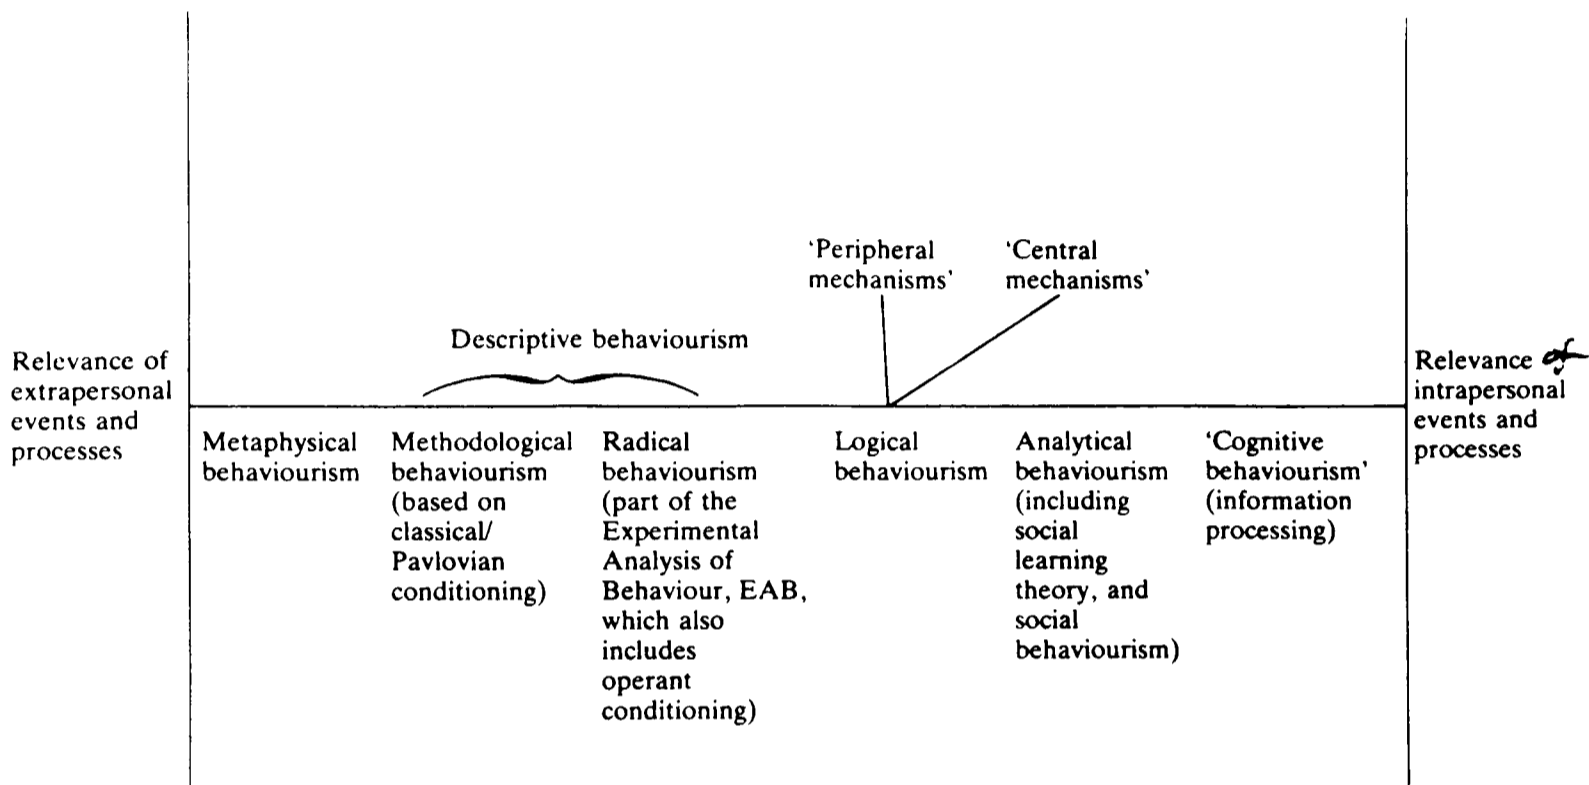 'Peripheral
mechanisms'
'Central
mechanisms'
Descriptive behaviourism
Relevance of
extrapersonal
events and
processes
Relevance of
intrapersonal
events and
processes
Metaphysical
behaviourism
Methodological
behaviourism
(based on
classical/
Pavlovian
conditioning)
Radical
behaviourism
(part of the
Experimental
Analysis of
Behaviour, EAB,
which also
includes
operant
conditioning)
Logical
behaviourism
Analytical
behaviourism
(including
social
learning
theory, and
social
behaviourism)
'Cognitive
behaviourism'
(information
processing)